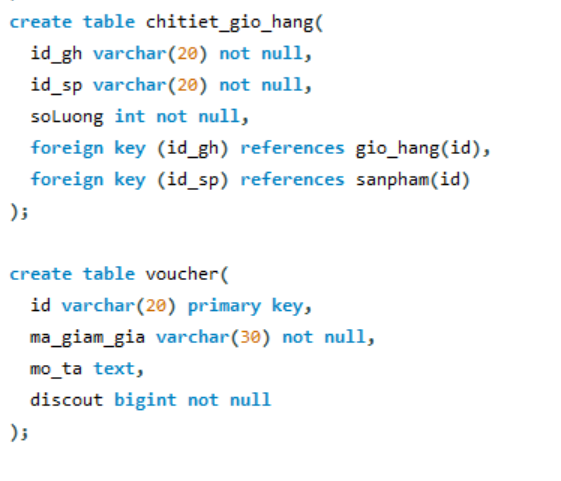 create table chitiet_gio_hang(
id_gh varchar(20) not null,
id_sp varchar(20) not null,
soLuong int not null,
foreign key (id_gh) references gio_hang(id),
foreign key (id_sp) references sanpham(id)
);
create table voucher(
id varchar(20) primary key,
ma_giam_gia varchar(30) not null,
mo_ta text,
discout bigint not null
);